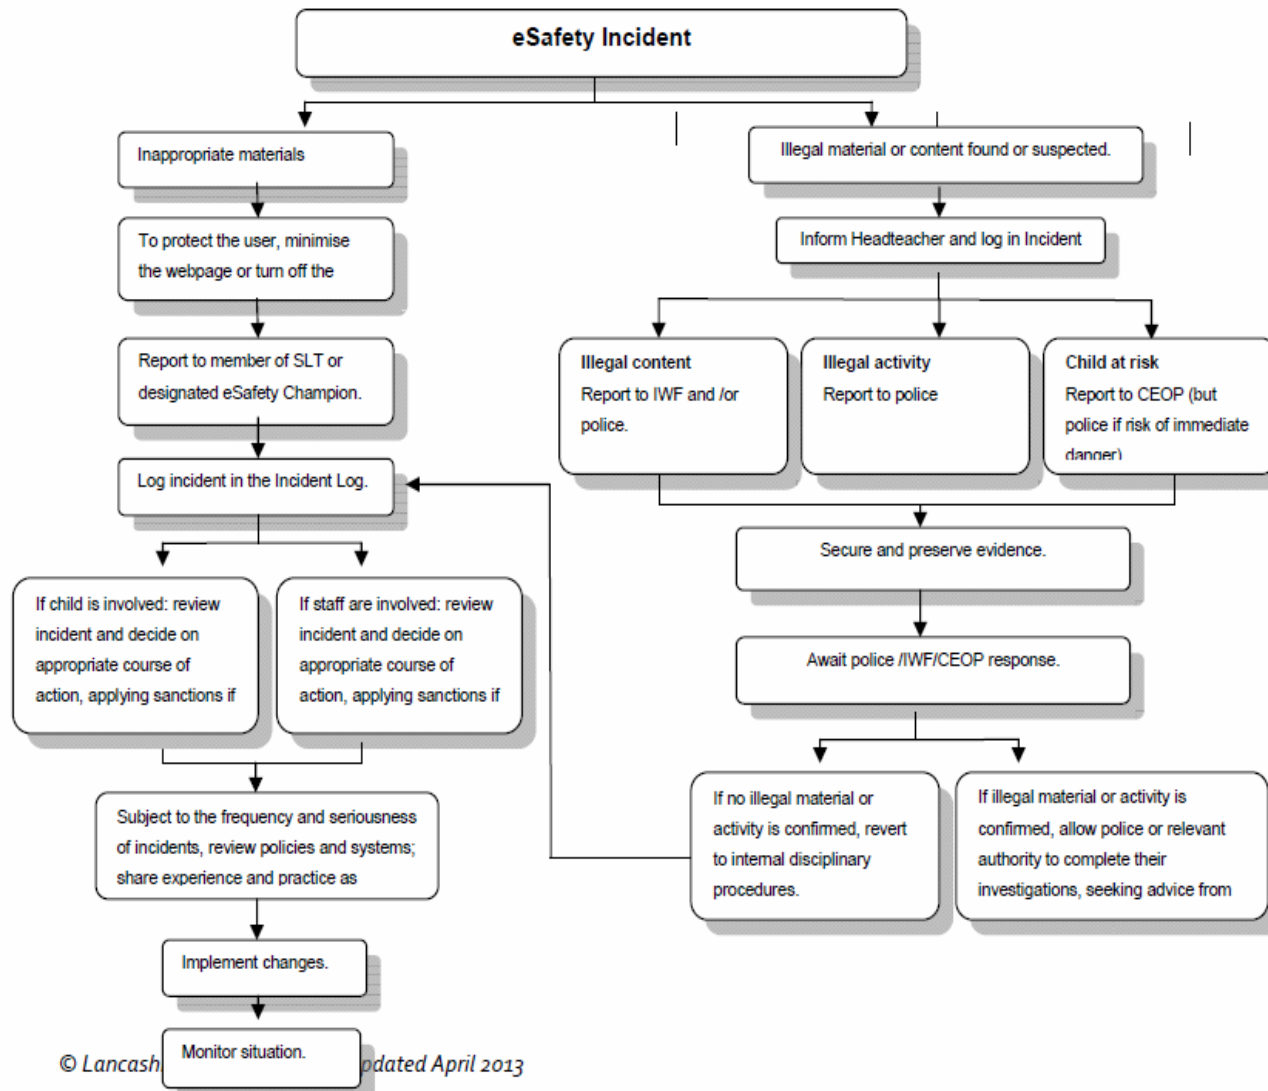 eSafety Incident
Inappropriate materials
To protect the user, minimise
the webpage or turn off the
Report to member of SLT or
designated eSafety Champion.
Log incident in the Incident Log.
If child is involved: review
incident and decide on
appropriate course of
action, applying sanctions if
If staff are involved: review
incident and decide on
appropriate course of
action, applying sanctions if
Subject to the frequency and seriousness
of incidents, review policies and systems;
share experience and practice as
Implement changes.
Monitor situation.
Illegal material or content found or suspected.
Inform Headteacher and log in Incident
Illegal content
Report to IWF and /or
police.
Illegal activity
Report to police
Child at risk
Report to CEOP (but
police if risk of immediate
danger)
Secure and preserve evidence.
Await police /IWF/CEOP response.
If no illegal material or
activity is confirmed, revert
to internal disciplinary
procedures.
If illegal material or activity is
confirmed, allow police or relevant
authority to complete their
investigations, seeking advice from
© Lancash pdated April 2013